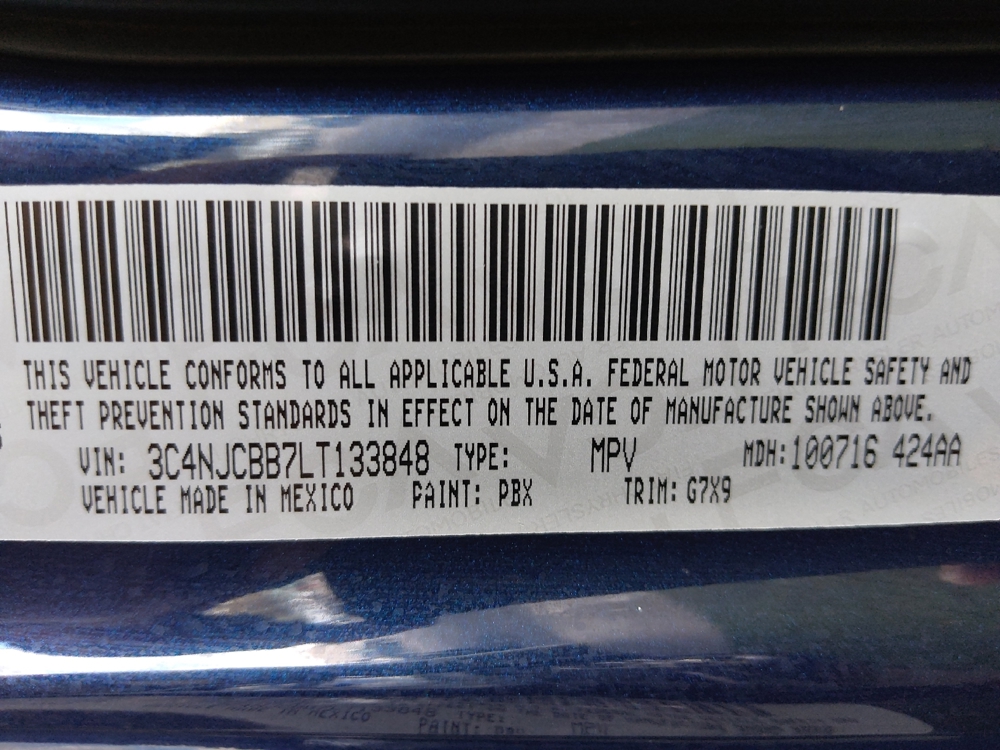 THIS VEHICLE CONFORMS TO ALL APPLICABLE U.S.A. FEDERAL MOTOR VEHICLE SAFETY AND
THEFT PREVENTION STANDARDS IN EFFECT ON THE DATE OF MANUFACTURE SHOWN ABOVE.
VIN: 3C4NJCBB7LT133848 TYPE: MPV MDH:100716 424AA
VEHICLE MADE IN MEXICO PAINT: PBX TRIM: G7X9